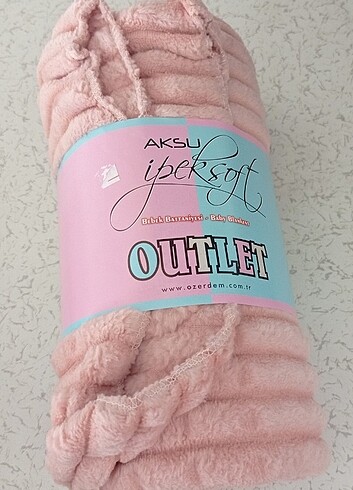 AKSU
ipeksoft
Bebek Battaniyesi - Baby Blanket
OUTLET
www.ozerdem.com.tr